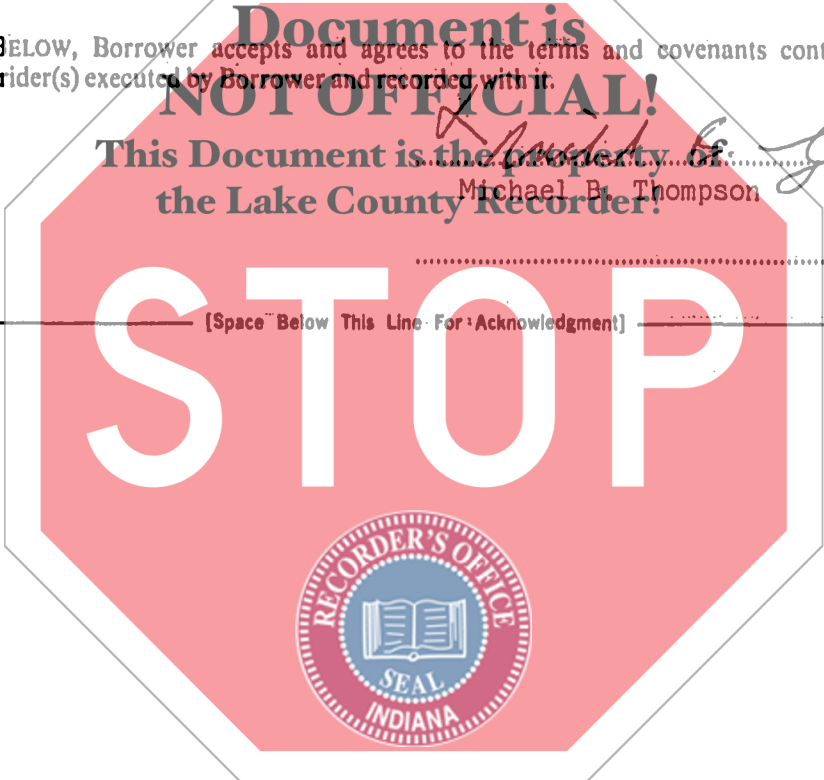 Document is
BELOW, Borrower accepts and agrees to the terms and covenants cont
rider(s) executed by Borrower and recorded with it.
NOT OFFICIAL!
This Document is the property of
the Lake County Recorder!
Michael B. Thompson
[Space Below This Line For Acknowledgment]
STOP
RECORDER'S OFFICE
SEAL
INDIANA